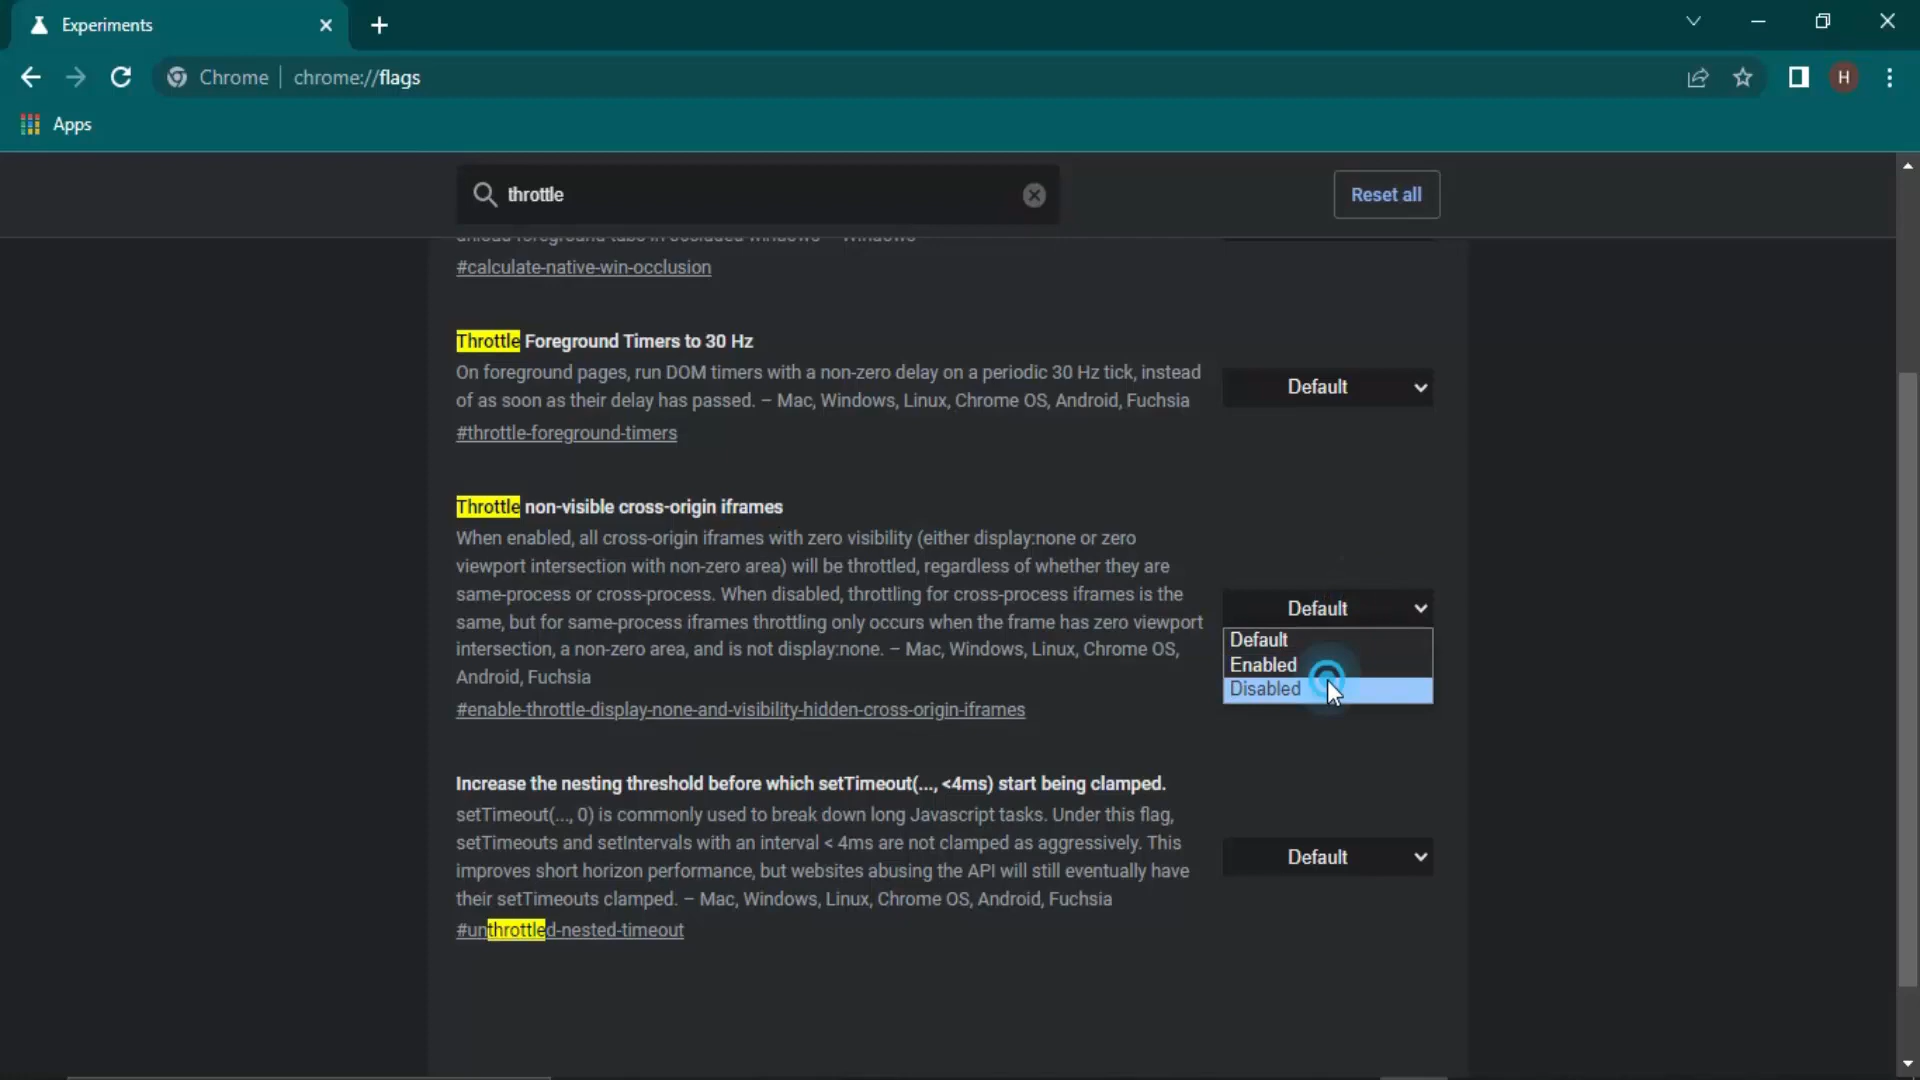 Experiments
Chrome | chrome://flags
H
Apps
throttle
Reset all
#calculate-native-win-occlusion
Throttle Foreground Timers to 30 Hz
On foreground pages, run DOM timers with a non-zero delay on a periodic 30 Hz tick, instead
of as soon as their delay has passed. – Mac, Windows, Linux, Chrome OS, Android, Fuchsia
#throttle-foreground-timers
Default
Throttle non-visible cross-origin iframes
When enabled, all cross-origin iframes with zero visibility (either display:none or zero
viewport intersection with non-zero area) will be throttled, regardless of whether they are
same-process or cross-process. When disabled, throttling for cross-process iframes is the
same, but for same-process iframes throttling only occurs when the frame has zero viewport
intersection, a non-zero area, and is not display:none. – Mac, Windows, Linux, Chrome OS,
Android, Fuchsia
#enable-throttle-display-none-and-visibility-hidden-cross-origin-iframes
Default
Default
Enabled
Disabled
Increase the nesting threshold before which setTimeout(..., <4ms) start being clamped.
setTimeout(..., 0) is commonly used to break down long Javascript tasks. Under this flag,
setTimeouts and setIntervals with an interval < 4ms are not clamped as aggressively. This
improves short horizon performance, but websites abusing the API will still eventually have
their setTimeouts clamped. – Mac, Windows, Linux, Chrome OS, Android, Fuchsia
#unthrottled-nested-timeout
Default